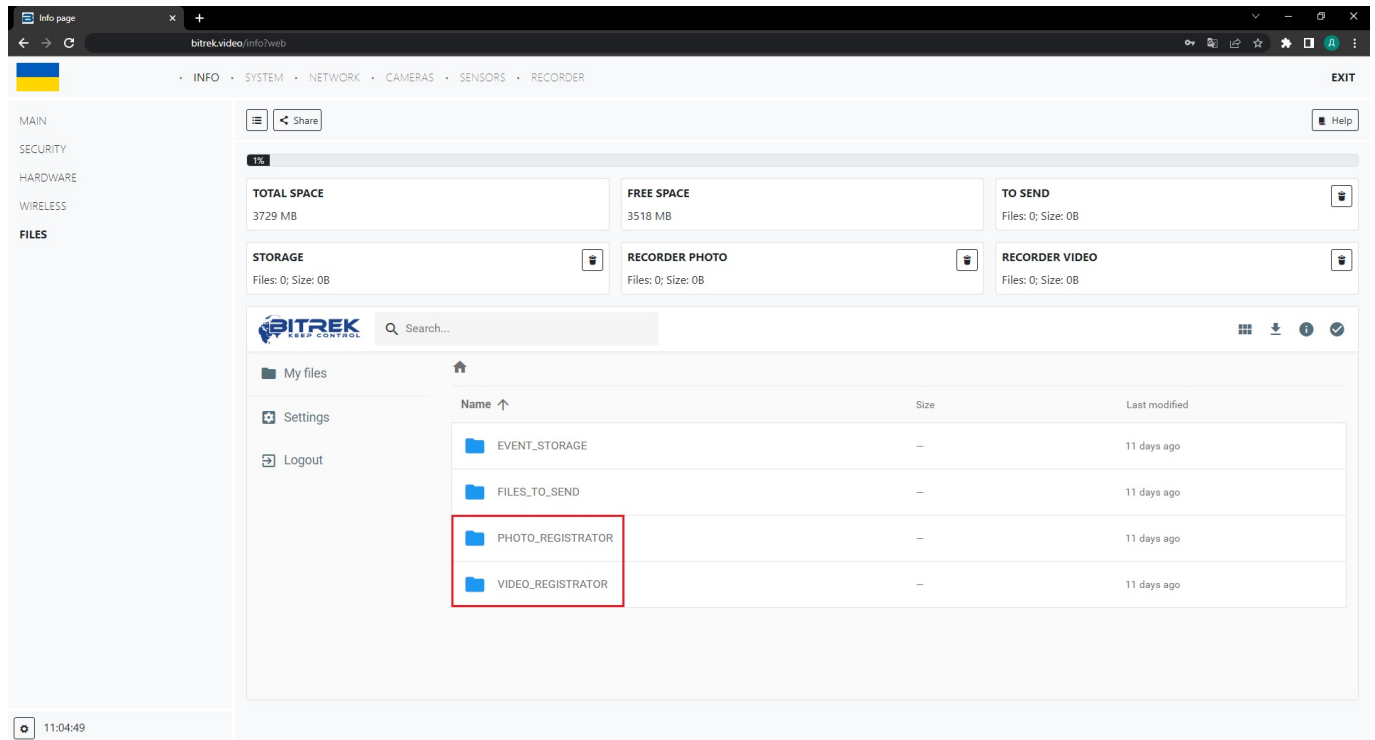 Info page
bitrek.video/info?web
INFO • SYSTEM • NETWORK • CAMERAS • SENSORS • RECORDER
EXIT
MAIN
SECURITY
HARDWARE
WIRELESS
FILES
Share
Help
1%
TOTAL SPACE
3729 MB
FREE SPACE
3518 MB
TO SEND
Files: 0; Size: 0B
STORAGE
Files: 0; Size: 0B
RECORDER PHOTO
Files: 0; Size: 0B
RECORDER VIDEO
Files: 0; Size: 0B
BITREK
KEEP CONTROL
Search...
My files
Settings
Logout
Name Size Last modified
EVENT_STORAGE — 11 days ago
FILES_TO_SEND — 11 days ago
PHOTO_REGISTRATOR — 11 days ago
VIDEO_REGISTRATOR — 11 days ago
11:04:49
Д